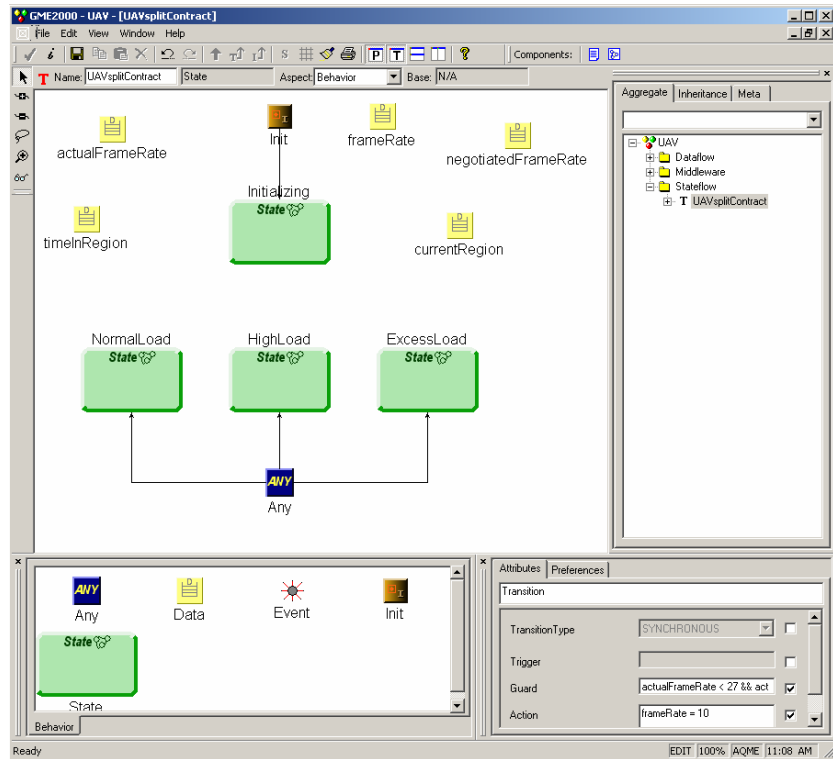 GME2000 - UAV - [UAVsplitContract]
File Edit View Window Help
Components:
Name: UAVsplitContract State Aspect: Behavior Base: N/A
actualFrameRate
Init
frameRate
negotiatedFrameRate
Initializing
State
timeInRegion
currentRegion
NormalLoad
State
HighLoad
State
ExcessLoad
State
ANY
Any
Aggregate Inheritance Meta
UAV
Dataflow
Middleware
Stateflow
T UAVsplitContract
ANY
Any
Data
Event
Init
State
State
Behavior
Attributes Preferences
Transition
TransitionType SYNCHRONOUS
Trigger
Guard actualFrameRate < 27 && act
Action frameRate = 10
Ready
EDIT 100% AQME 11:08 AM